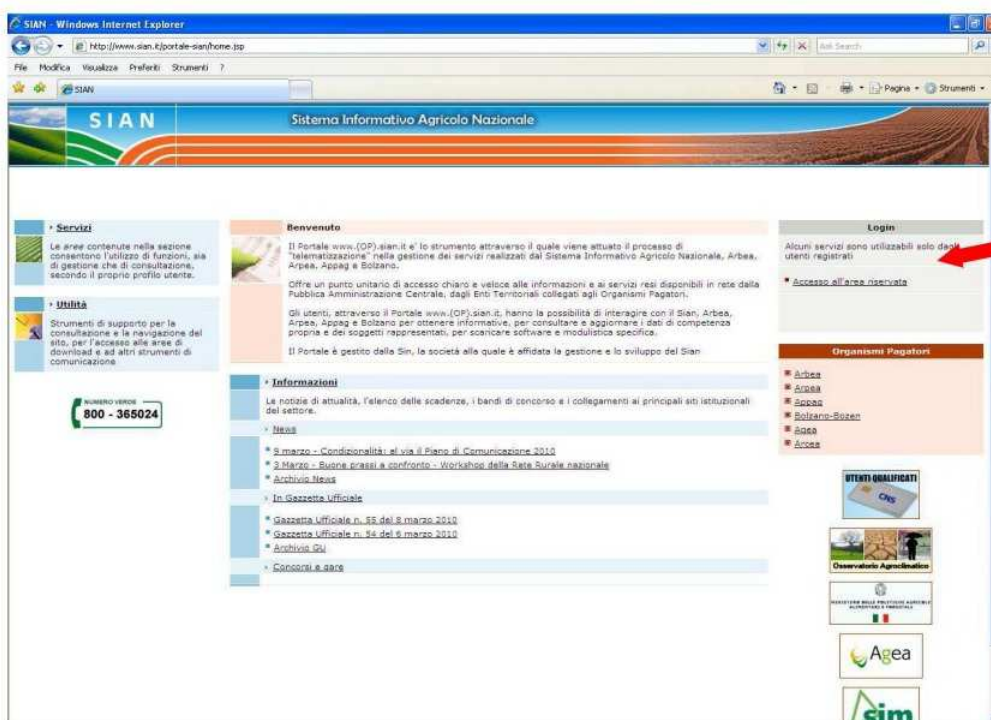 SIAN - Windows Internet Explorer
http://www.sian.it/portale-sian/home.jsp
Ask Search
File Modifica Visualizza Preferiti Strumenti ?
SIAN
Pagina
Strumenti
SIAN
Sistema Informativo Agricolo Nazionale
Servizi
Le aree contenute nella sezione
consentono l'utilizzo di funzioni, sia
di gestione che di consultazione,
secondo il proprio profilo utente.
Utilità
Strumenti di supporto per la
consultazione e la navigazione del
sito, per l'accesso alle aree di
download e ad altri strumenti di
comunicazione
NUMERO VERDE
800 - 365024
Benvenuto
Il Portale www.(OP).sian.it e' lo strumento attraverso il quale viene attuato il processo di
"telematizzazione" nella gestione dei servizi realizzati dal Sistema Informativo Agricolo Nazionale, Arbea,
Arpea, Appag e Bolzano.
Offre un punto unitario di accesso chiaro e veloce alle informazioni e ai servizi resi disponibili in rete dalla
Pubblica Amministrazione Centrale, dagli Enti Territoriali collegati agli Organismi Pagatori.
Gli utenti, attraverso il Portale www.(OP).sian.it, hanno la possibilità di interagire con il Sian, Arbea,
Arpea, Appag e Bolzano per ottenere informative, per consultare e aggiornare i dati di competenza
propria e dei soggetti rappresentati, per scaricare software e modulistica specifica.
Il Portale è gestito dalla Sin, la società alla quale è affidata la gestione e lo sviluppo del Sian
Informazioni
Le notizie di attualità, l'elenco delle scadenze, i bandi di concorso e i collegamenti ai principali siti istituzionali
del settore.
News
9 marzo - Condizionalità: al via il Piano di Comunicazione 2010
3 Marzo - Buone prassi a confronto - Workshop della Rete Rurale nazionale
Archivio News
In Gazzetta Ufficiale
Gazzetta Ufficiale n. 55 del 8 marzo 2010
Gazzetta Ufficiale n. 54 del 6 marzo 2010
Archivio GU
Concorsi e gare
Login
Alcuni servizi sono utilizzabili solo dagli
utenti registrati
Accesso all'area riservata
Organismi Pagatori
Arbea
Arpea
Appag
Bolzano-Bozen
Agea
Arcea
UTENTI QUALIFICATI
CNS
Osservatorio Agroclimatico
MINISTERO DELLE POLITICHE AGRICOLE
ALIMENTARI E FORESTALI
Agea
sim